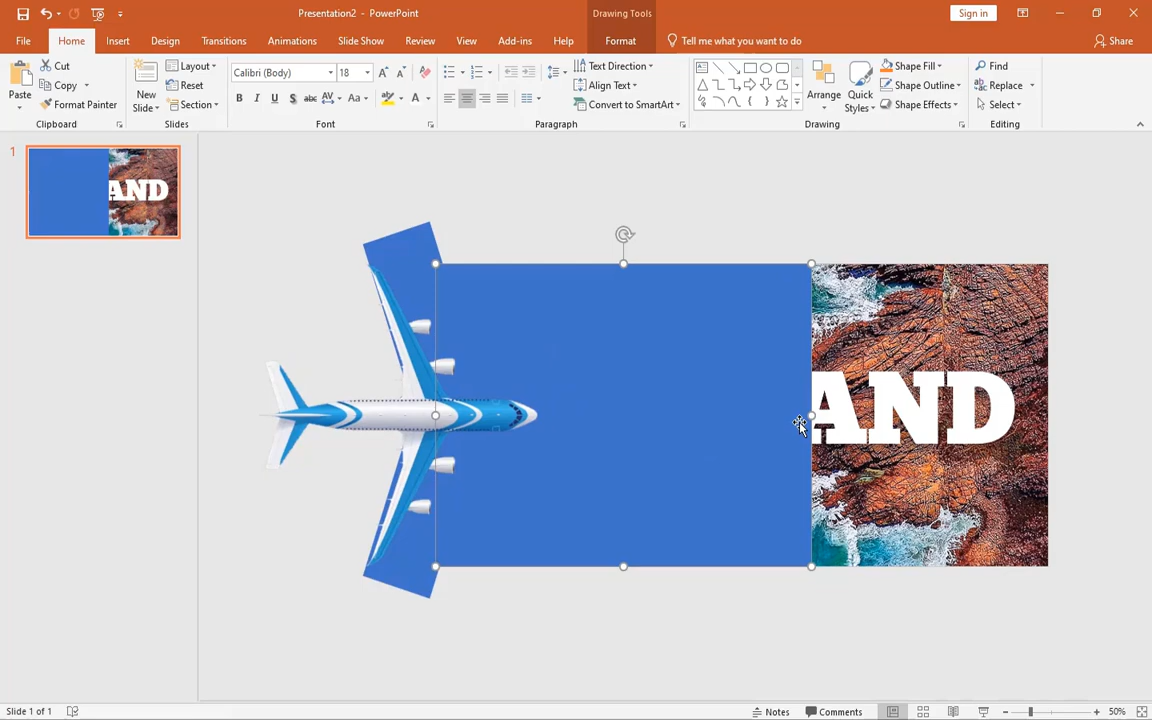 Presentation2 - PowerPoint
Drawing Tools
Sign in
File
Home
Insert
Design
Transitions
Animations
Slide Show
Review
View
Add-ins
Help
Format
Tell me what you want to do
Share
Paste
Cut
Copy
Format Painter
Clipboard
New
Slide
Layout
Reset
Section
Slides
Calibri (Body)
18
B I U S abc AV Aa A
Font
Text Direction
Align Text
Convert to SmartArt
Paragraph
Arrange
Quick
Styles
Shape Fill
Shape Outline
Shape Effects
Drawing
Find
Replace
Select
Editing
1
AND
AND
Slide 1 of 1
Notes
Comments
50%